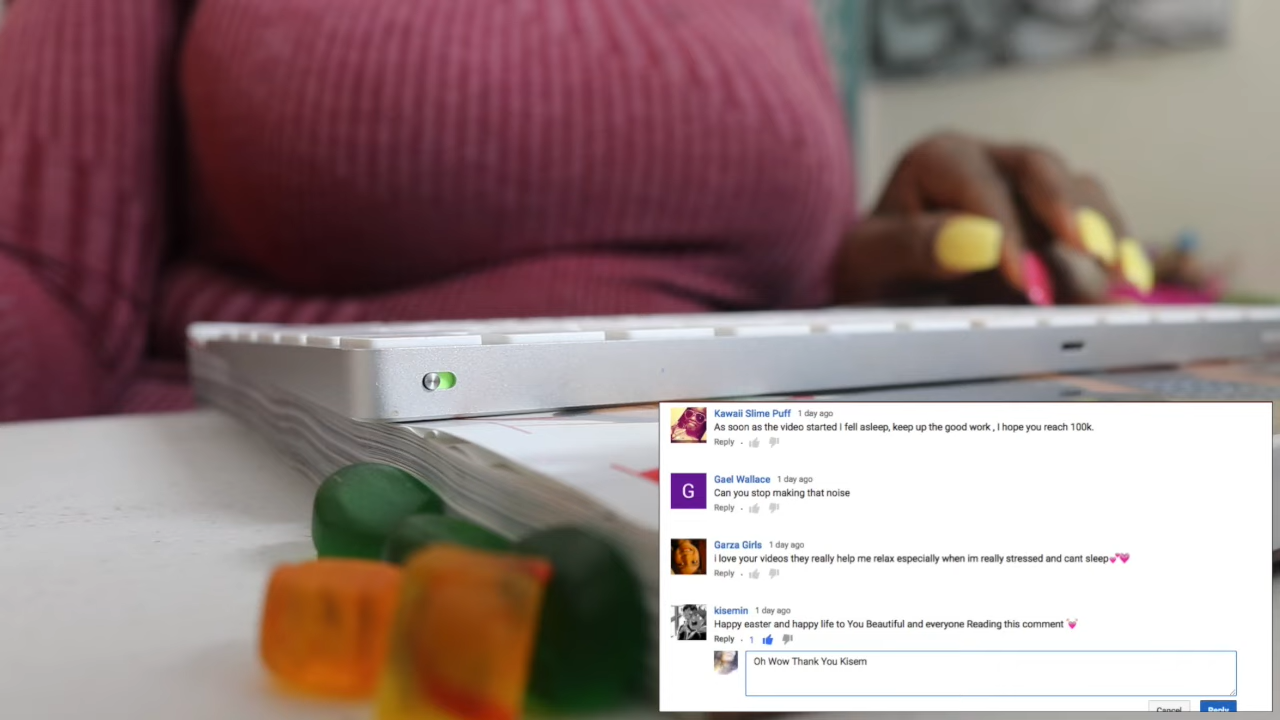 Kawaii Slime Puff 1 day ago
As soon as the video started i fell asleep, keep up the good work , I hope you reach 100k.
Reply
G
Gael Wallace 1 day ago
Can you stop making that noise
Reply
Garza Girls 1 day ago
i love your videos they really help me relax especially when im really stressed and cant sleep💕💗
Reply
kisemin 1 day ago
Happy easter and happy life to You Beautiful and everyone Reading this comment 💓
Reply · 1
Oh Wow Thank You Kisem
Cancel Reply